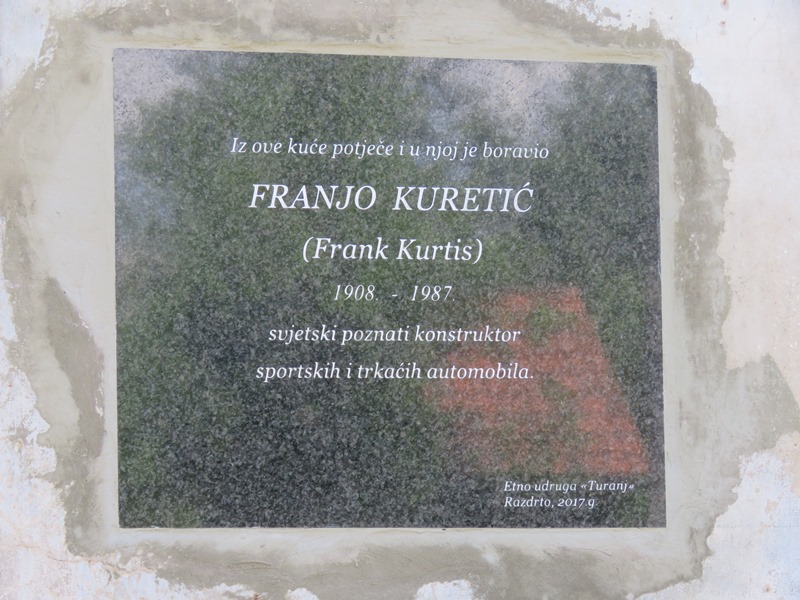 Iz ove kuće potječe i u njoj je boravio
FRANJO KURETIĆ
(Frank Kurtis)
1908. - 1987.
svjetski poznati konstruktor
sportskih i trkaćih automobila.
Etno udruga «Turanj«
Razdrto, 2017.g.